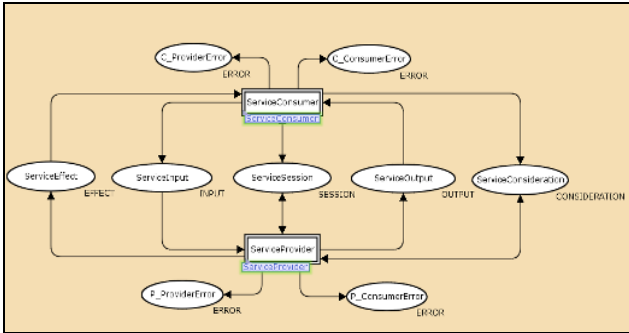 C_ProviderError
C_ConsumerError
ERROR
ERROR
ServiceConsumer
ServiceConsumer
ServiceEffect
ServiceInput
ServiceSession
ServiceOutput
ServiceConsideration
EFFECT
INPUT
SESSION
OUTPUT
CONSIDERATION
ServiceProvider
ServiceProvider
P_ProviderError
P_ConsumerError
ERROR
ERROR